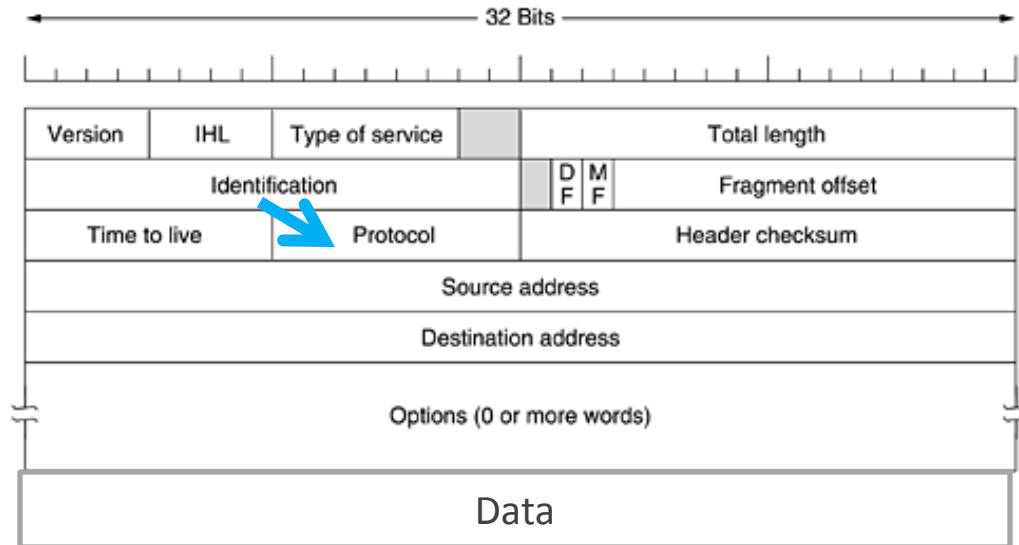 32 Bits
Version IHL Type of service Total length
Identification D F M F Fragment offset
Time to live Protocol Header checksum
Source address
Destination address
Options (0 or more words)
Data